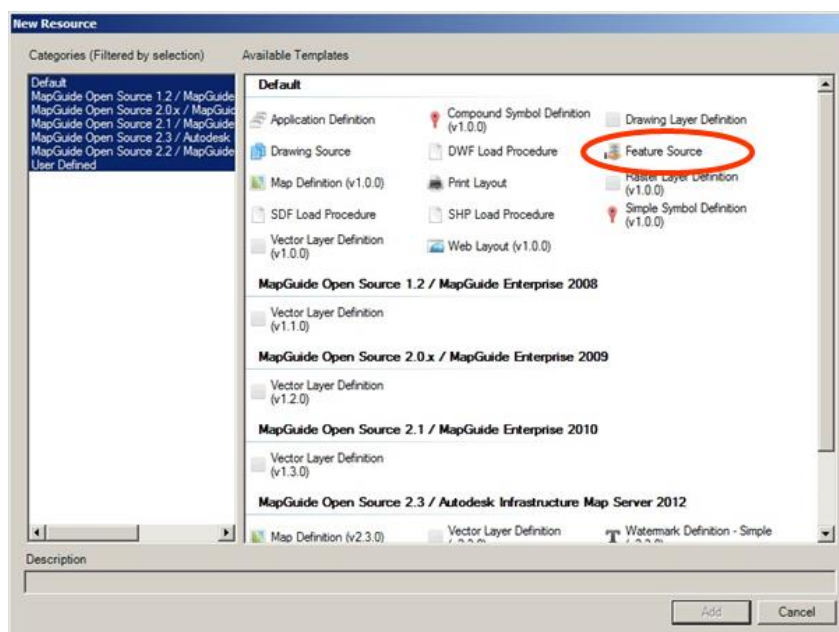 New Resource
Categories (Filtered by selection)
Available Templates
Default
MapGuide Open Source 1.2 / MapGuide
MapGuide Open Source 2.0.x / MapGuid
MapGuide Open Source 2.1 / MapGuide
MapGuide Open Source 2.3 / Autodesk
MapGuide Open Source 2.2 / MapGuide
User Defined
Default
Application Definition
Compound Symbol Definition
(v1.0.0)
Drawing Layer Definition
Drawing Source
DWF Load Procedure
Feature Source
Map Definition (v1.0.0)
Print Layout
Raster Layer Definition
(v1.0.0)
SDF Load Procedure
SHP Load Procedure
Simple Symbol Definition
(v1.0.0)
Vector Layer Definition
(v1.0.0)
Web Layout (v1.0.0)
MapGuide Open Source 1.2 / MapGuide Enterprise 2008
Vector Layer Definition
(v1.1.0)
MapGuide Open Source 2.0.x / MapGuide Enterprise 2009
Vector Layer Definition
(v1.2.0)
MapGuide Open Source 2.1 / MapGuide Enterprise 2010
Vector Layer Definition
(v1.3.0)
MapGuide Open Source 2.3 / Autodesk Infrastructure Map Server 2012
Map Definition (v2.3.0)
Vector Layer Definition
Watermark Definition - Simple
Description
Add
Cancel